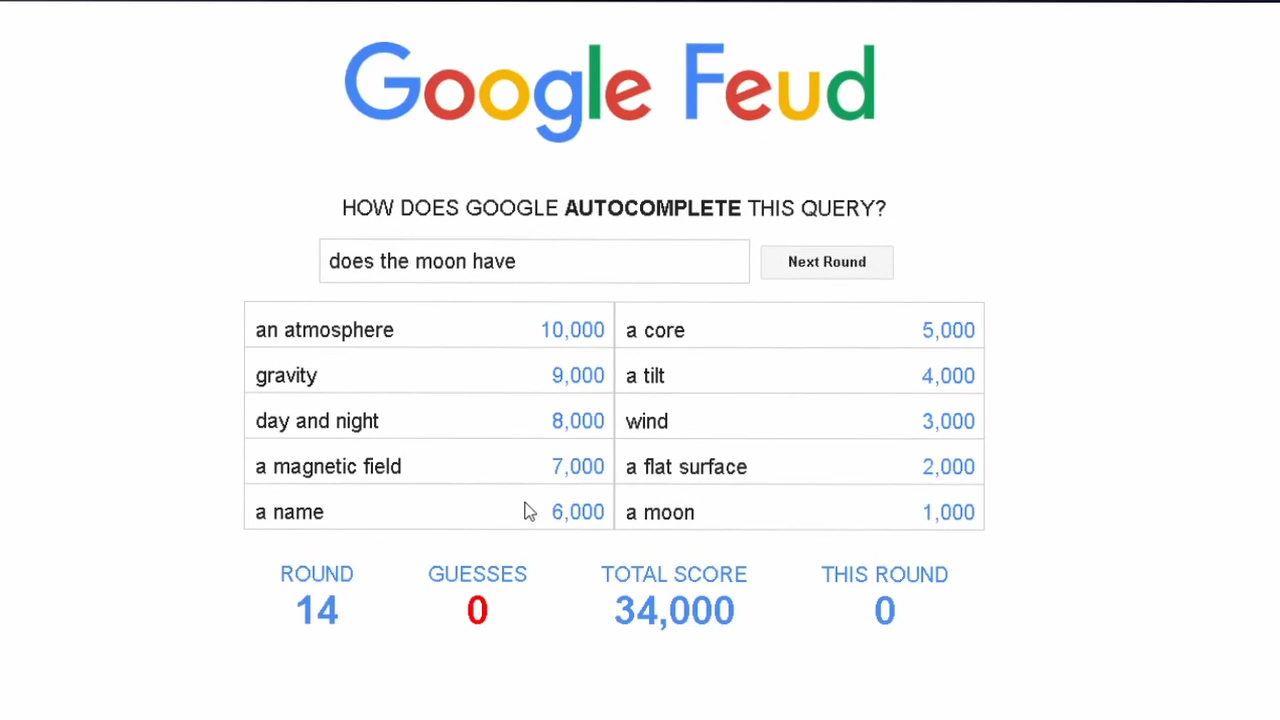 Google Feud
HOW DOES GOOGLE AUTOCOMPLETE THIS QUERY?
does the moon have
Next Round
an atmosphere 10,000 a core 5,000
gravity 9,000 a tilt 4,000
day and night 8,000 wind 3,000
a magnetic field 7,000 a flat surface 2,000
a name 6,000 a moon 1,000
ROUND GUESSES TOTAL SCORE THIS ROUND
14 0 34,000 0